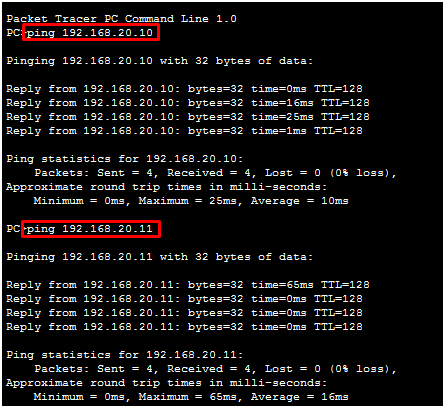 Packet Tracer PC Command Line 1.0
PC>ping 192.168.20.10
Pinging 192.168.20.10 with 32 bytes of data:
Reply from 192.168.20.10: bytes=32 time=0ms TTL=128
Reply from 192.168.20.10: bytes=32 time=16ms TTL=128
Reply from 192.168.20.10: bytes=32 time=25ms TTL=128
Reply from 192.168.20.10: bytes=32 time=1ms TTL=128
Ping statistics for 192.168.20.10:
Packets: Sent = 4, Received = 4, Lost = 0 (0% loss),
Approximate round trip times in milli-seconds:
Minimum = 0ms, Maximum = 25ms, Average = 10ms
PC>ping 192.168.20.11
Pinging 192.168.20.11 with 32 bytes of data:
Reply from 192.168.20.11: bytes=32 time=65ms TTL=128
Reply from 192.168.20.11: bytes=32 time=0ms TTL=128
Reply from 192.168.20.11: bytes=32 time=0ms TTL=128
Reply from 192.168.20.11: bytes=32 time=0ms TTL=128
Ping statistics for 192.168.20.11:
Packets: Sent = 4, Received = 4, Lost = 0 (0% loss),
Approximate round trip times in milli-seconds:
Minimum = 0ms, Maximum = 65ms, Average = 16ms